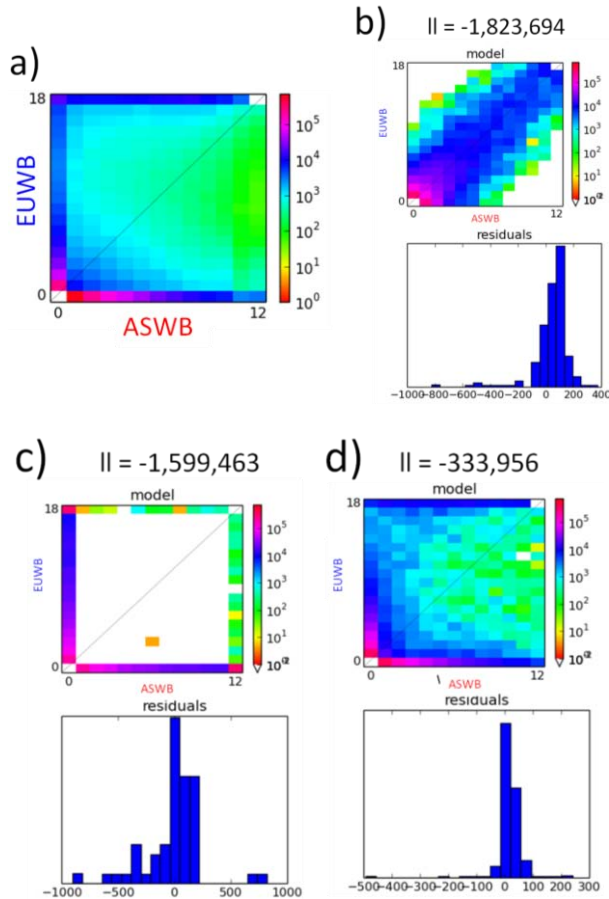 a)
18
EUWB
0
0
12
ASWB
10^5
10^4
10^3
10^2
10^1
10^0
b)
ll = -1,823,694
model
18
EUWB
0
0
12
ASWB
10^5
10^4
10^3
10^2
10^1
residuals
-1000 -800 -600 -400 -200 0 200 400
c)
ll = -1,599,463
model
18
EUWB
0
0
12
ASWB
10^5
10^4
10^3
10^2
10^1
residuals
-1000 -500 0 500 1000
d)
ll = -333,956
model
18
EUWB
0
0
12
\ ASWB
10^5
10^4
10^3
10^2
10^1
residuals
-500 -400 -300 -200 -100 0 100 200 300